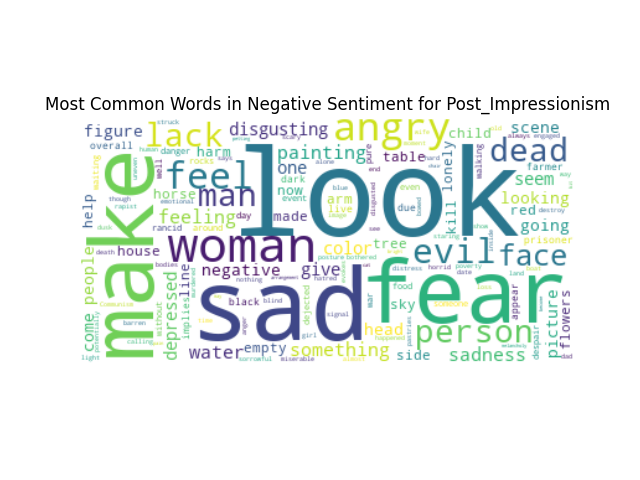 Most Common Words in Negative Sentiment for Post_Impressionism
figure
lack
disgusting
angry
child
scene
overall
painting
table
dead
feel
look
one
man
horse
now
dark
event
feeling
day
made
arm
live
due
even
kill
lonely
seem
looking
red
going
farmer
prisoner
help
waiting
make
well
danger
harm
rocks
though
rapist
rancid
around
emotional
woman
color
tree
evil
face
death
house
negative
give
line
nothing
sad
fear
come
people
depressed
implies
without
black
blind
dejected
signal
girl
war
sky
head
person
appear
picture
flowers
despair
barren
calling
light
water
empty
something
side
sadness
sorrowful
miserable
potentially
bodies
distress
horrid
poverty
date
land
staring
walking
always
engaged
destroy
inside
pure
end
disgusted
blue
image
alone
says
human
struck
scary
hatred
anger
hard
dad